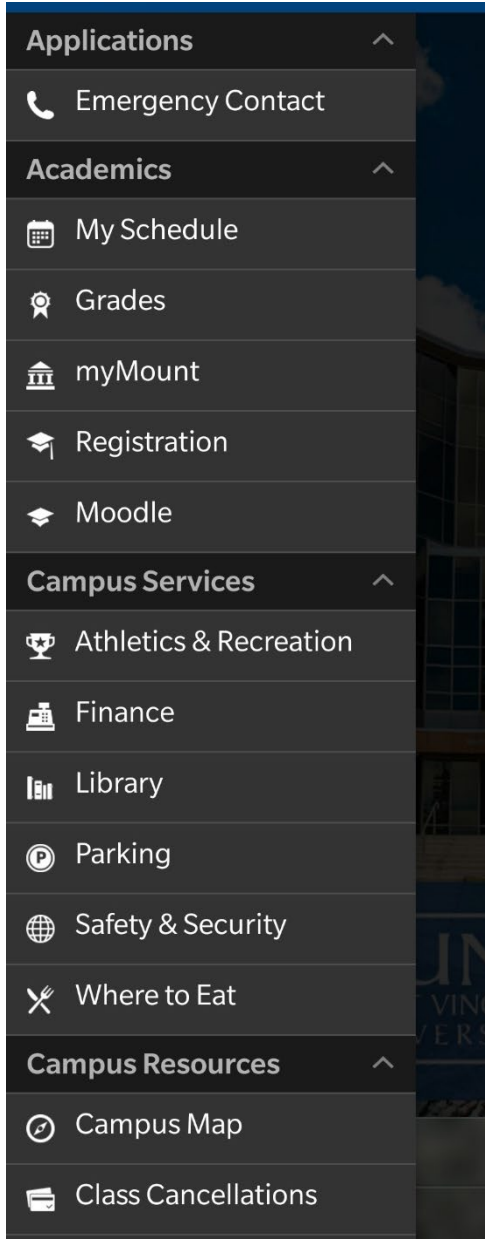 Applications
Emergency Contact
Academics
My Schedule
Grades
myMount
Registration
Moodle
Campus Services
Athletics & Recreation
Finance
Library
P
Parking
Safety & Security
Where to Eat
Campus Resources
Campus Map
Class Cancellations